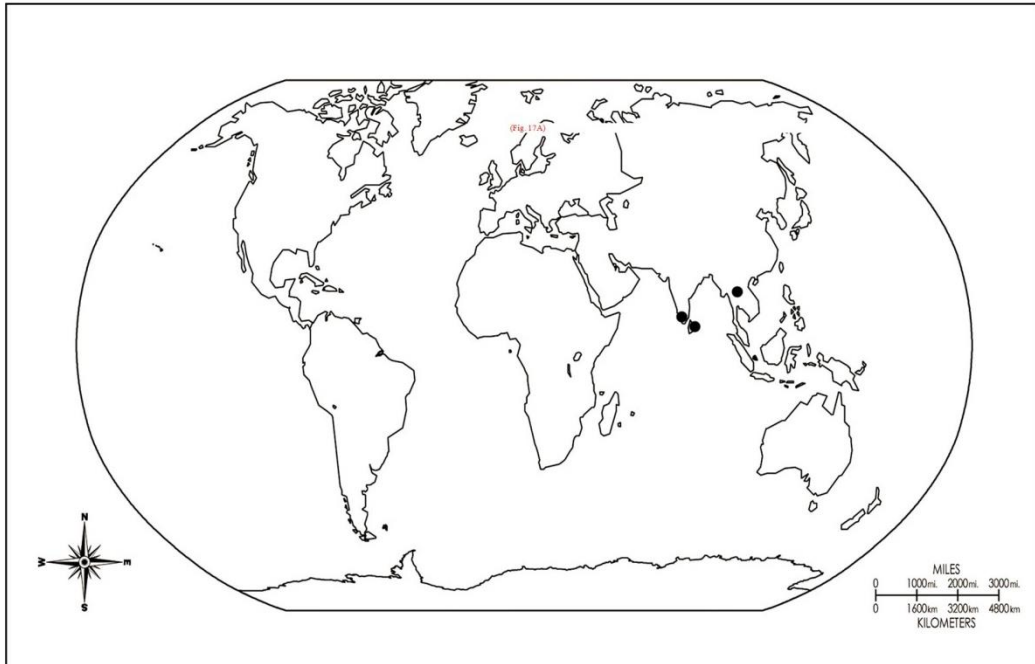 (Fig. 17A)
N
W
E
S
MILES
0 1000mi. 2000mi. 3000mi.
0 1600km 3200km 4800km
KILOMETERS